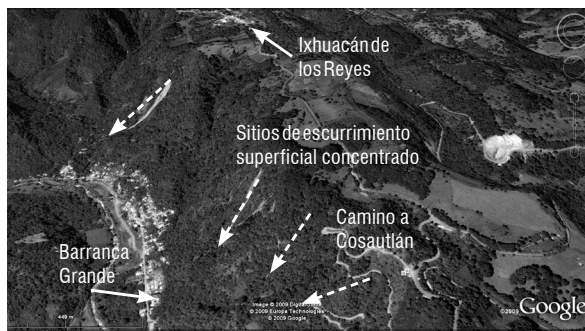 Ixhuacán de
los Reyes
Sitios de escurrimiento
superficial concentrado
Camino a
Cosautlán
Barranca
Grande
449 m
Image © 2009 DigitalGlobe
© 2009 Europa Technologies
© 2009 Google
©2009 Google